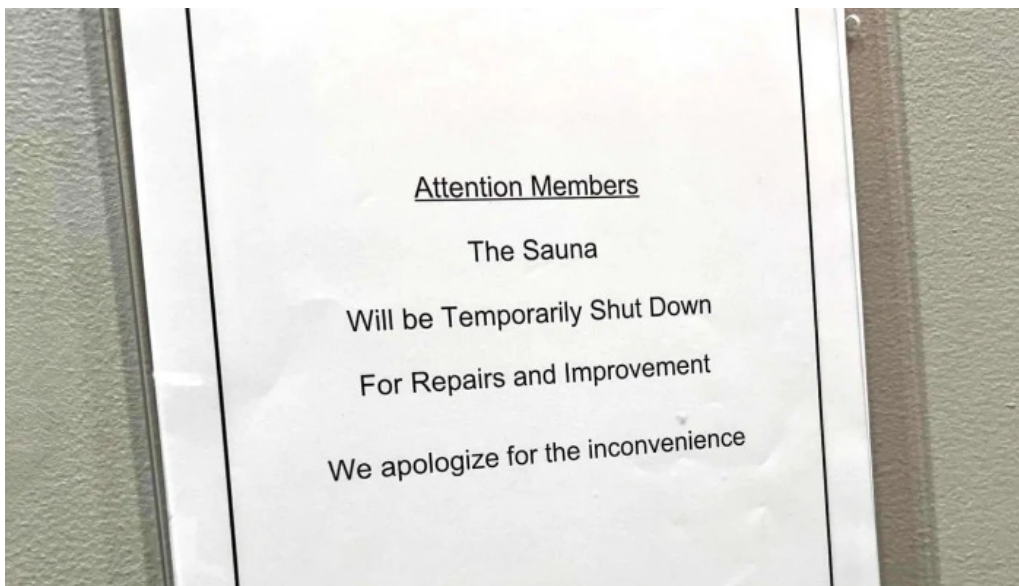 Attention Members
The Sauna
Will be Temporarily Shut Down
For Repairs and Improvement
We apologize for the inconvenience